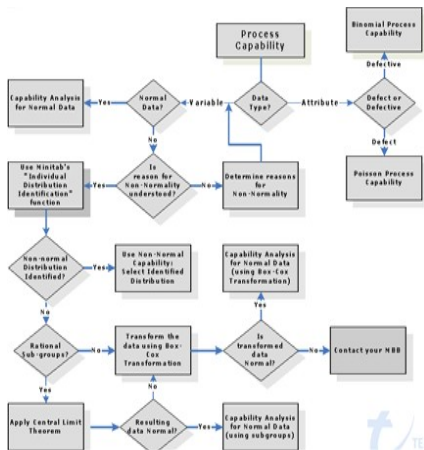 Process
Capability
Binomial Process
Capability
Defective
Capability Analysis
for Normal Data
Yes
Normal
Data?
Variable
Data
Type?
Attribute
Defect or
Defective
No
Defect
Use Minitab's
"Individual
Distribution
Identification"
function
Yes
Is
reason for
Non-Normality
understood?
No
Determine reasons
for
Non-Normality
Poisson Process
Capability
Non-normal
Distribution
Identified?
Yes
Use Non-Normal
Capability:
Select Identified
Distribution
Capability Analysis
for Normal Data
(using Box-Cox
Transformation)
No
Yes
Rational
Sub-groups?
No
Transform the
data using Box-
Cox
Transformation
Is
transformed
data
Normal?
No
Contact your MBB
Yes
No
Apply Central Limit
Theorem
Resulting
data Normal?
Yes
Capability Analysis
for Normal Data
(using subgroups)
TE